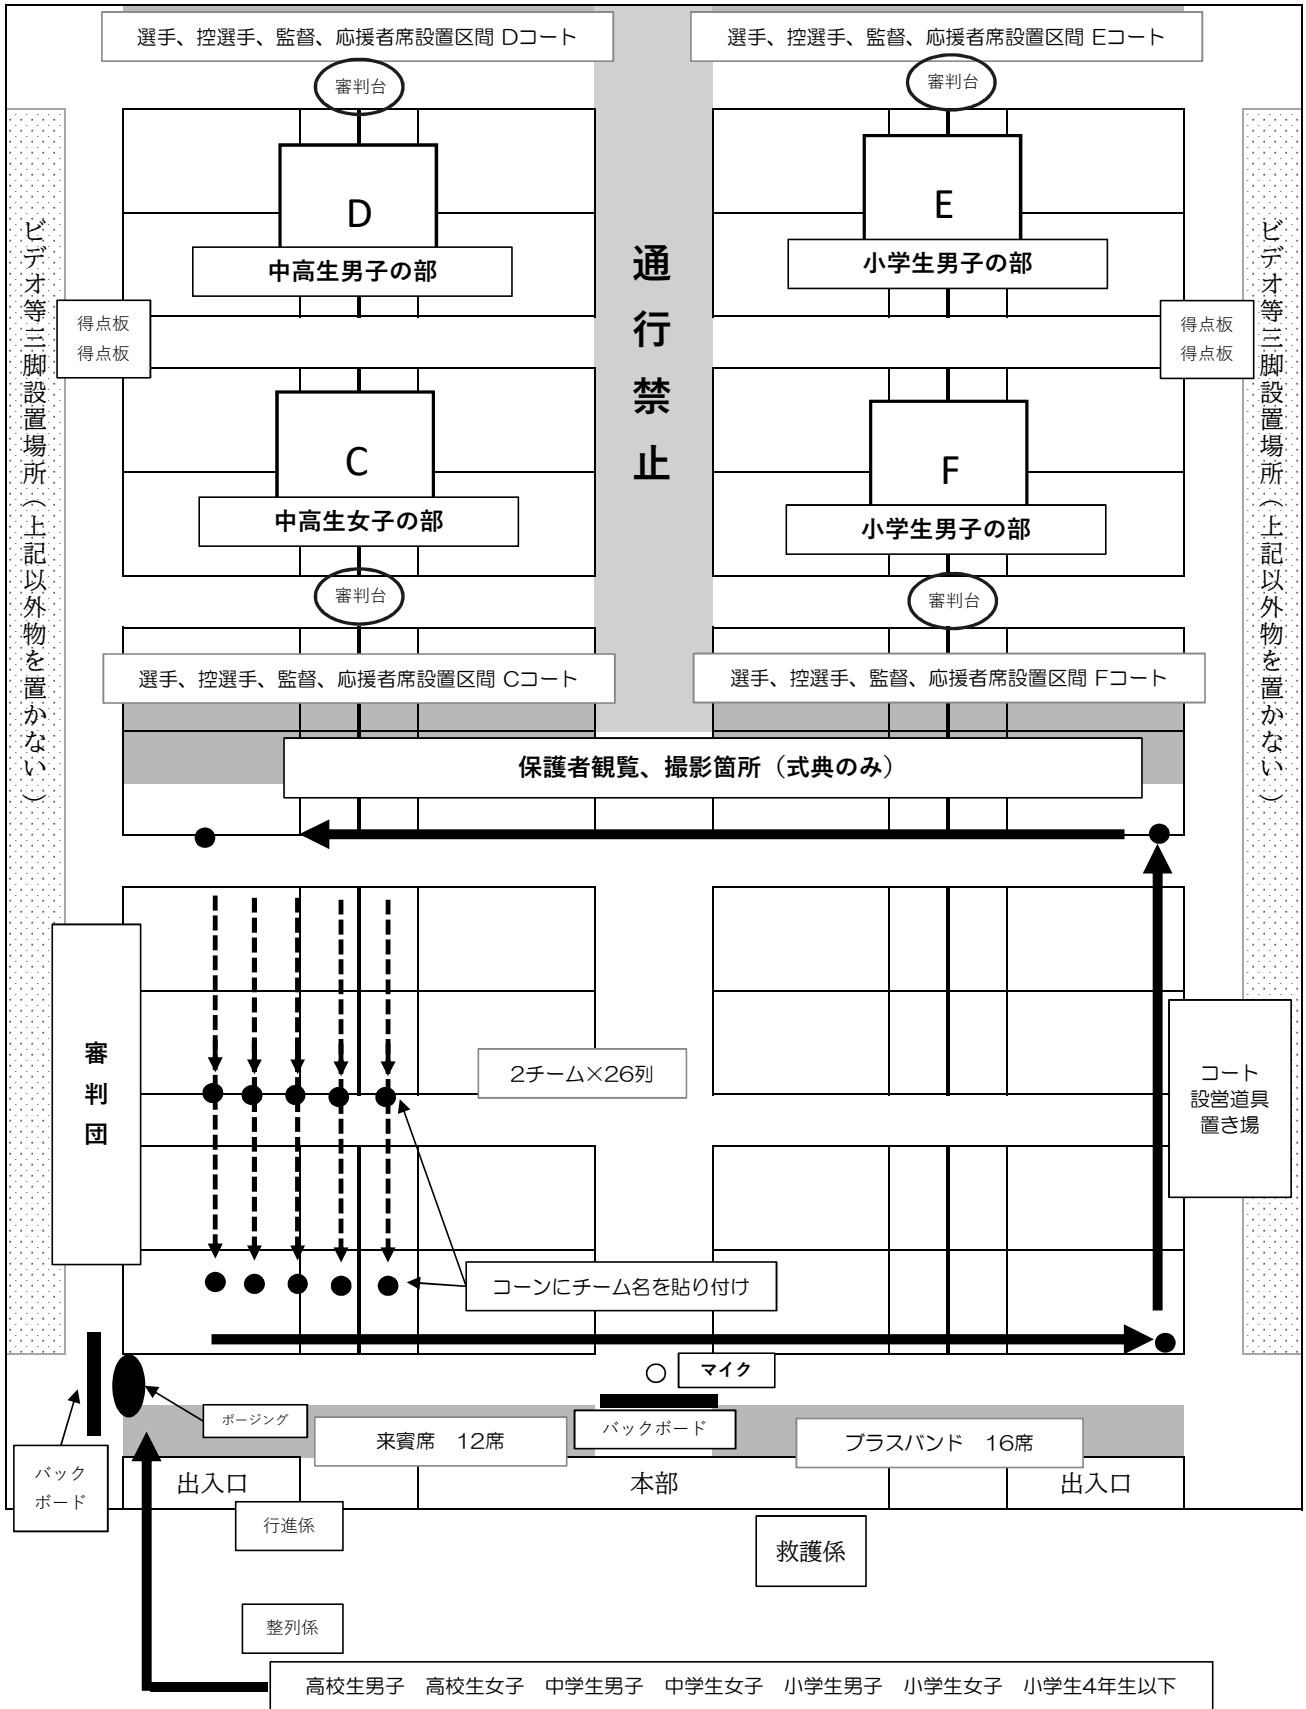 選手、控選手、監督、応援者席設置区間 Dコート
選手、控選手、監督、応援者席設置区間 Eコート
審判台
審判台
D
中高生男子の部
E
小学生男子の部
通行禁止
ビデオ等三脚設置場所（上記以外物を置かない）
ビデオ等三脚設置場所（上記以外物を置かない）
得点板
得点板
得点板
得点板
C
中高生女子の部
F
小学生男子の部
審判台
審判台
選手、控選手、監督、応援者席設置区間 Cコート
選手、控選手、監督、応援者席設置区間 Fコート
保護者観覧、撮影箇所（式典のみ）
審判団
2チーム×26列
コート
設営道具
置き場
コーンにチーム名を貼り付け
マイク
ポージング
バックボード
来賓席　12席
ブラスバンド　16席
バック
ボード
出入口
本部
出入口
行進係
救護係
整列係
高校生男子　高校生女子　中学生男子　中学生女子　小学生男子　小学生女子　小学生4年生以下